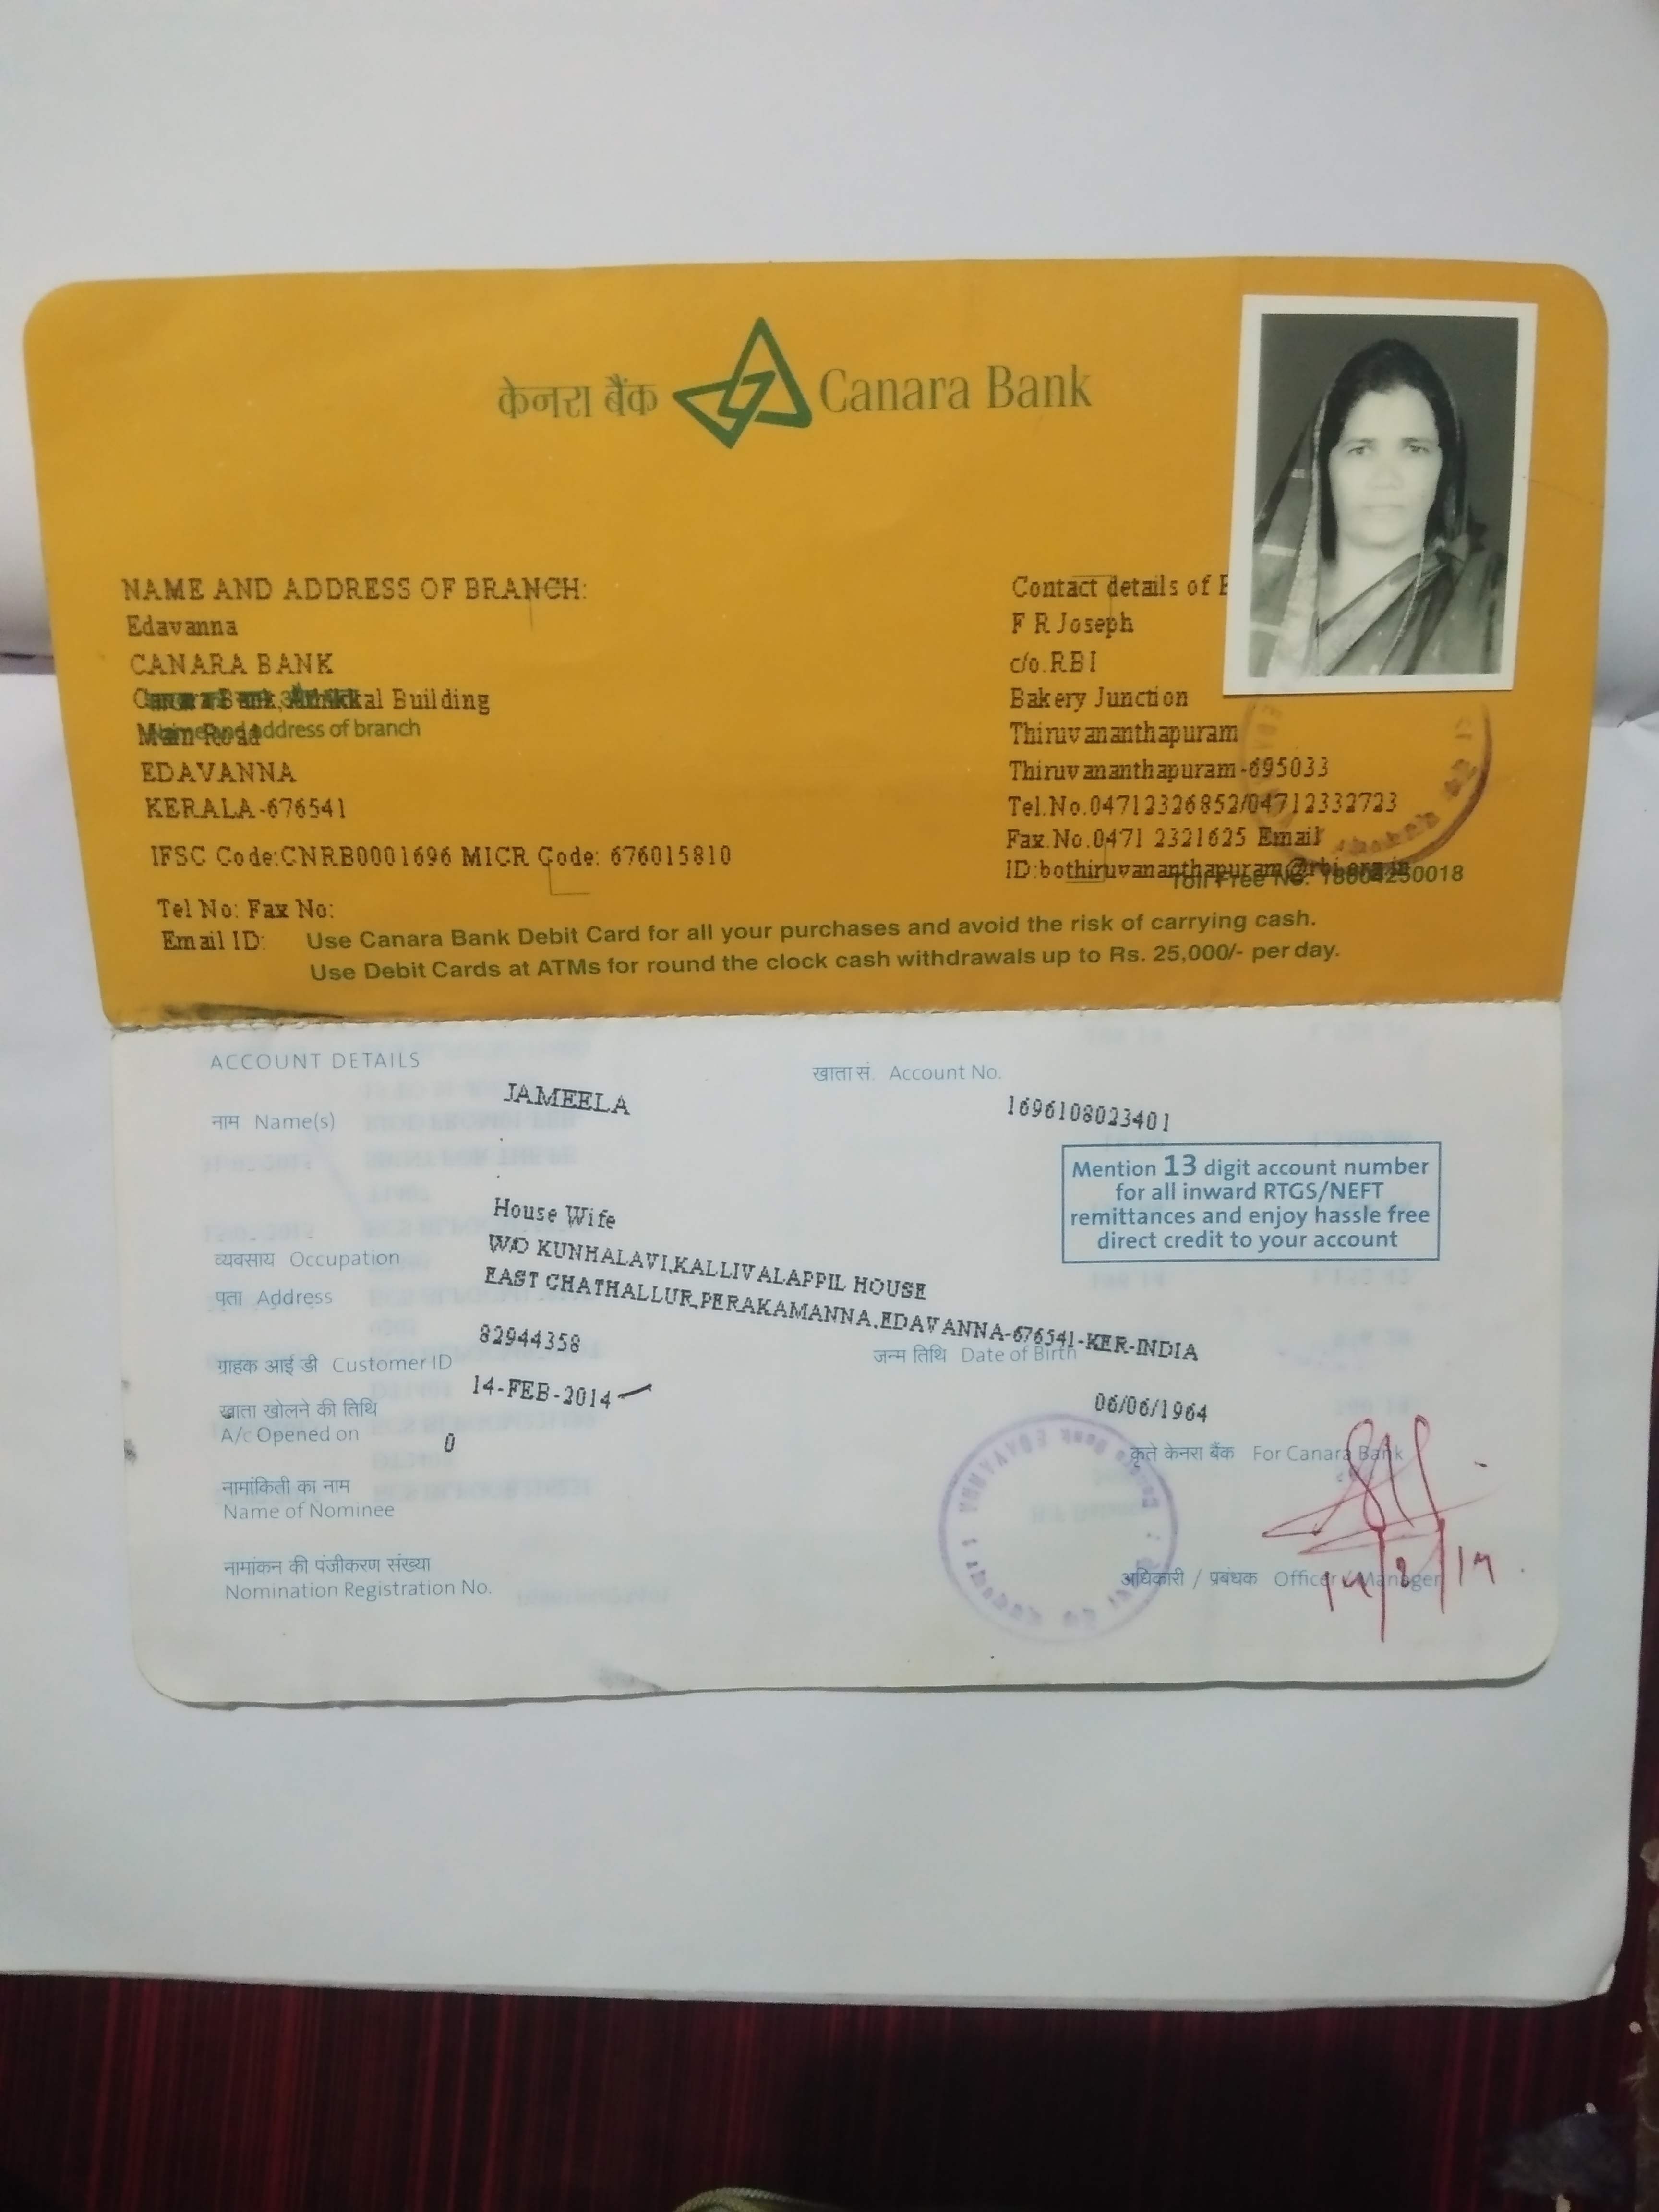 केनरा बैंक Canara Bank
NAME AND ADDRESS OF BRANCH:
Edavanna
CANARA BANK
Canara Bank, Building
Main Road
Name and address of branch
EDAVANNA
KERALA-676541
IFSC Code:CNRB0001696 MICR Code: 676015810
Tel No: Fax No:
Email ID:
Contact details of
F R Joseph
c/o.RBI
Bakery Junction
Thiruvananthapuram
Thiruvananthapuram-695033
Tel.No.04712326852/04712332723
Fax.No.0471 2321625 Email
ID:bothiruvananthapuram@rbi.org.in
Toll Free No. 18004250018
Use Canara Bank Debit Card for all your purchases and avoid the risk of carrying cash.
Use Debit Cards at ATMs for round the clock cash withdrawals up to Rs. 25,000/- per day.
ACCOUNT DETAILS
खाता सं. Account No.
1696108023401
नाम Name(s) JAMEELA
Mention 13 digit account number
for all inward RTGS/NEFT
remittances and enjoy hassle free
direct credit to your account
व्यवसाय Occupation House Wife
पता Address W/O KUNHALAVI,KALLIVALAPPIL HOUSE
EAST CHATHALLUR,PERAKAMANNA,EDAVANNA-676541-KER-INDIA
ग्राहक आई डी Customer ID 82944358
जन्म तिथि Date of Birth
06/06/1964
खाता खोलने की तिथि
A/c Opened on 14-FEB-2014
0
नामांकिती का नाम
Name of Nominee
कृते केनरा बैंक For Canara Bank
नामांकन की पंजीकरण संख्या
Nomination Registration No.
अधिकारी / प्रबंधक Officer / Manager
14/2/14
Canara Bank EDAVANNA